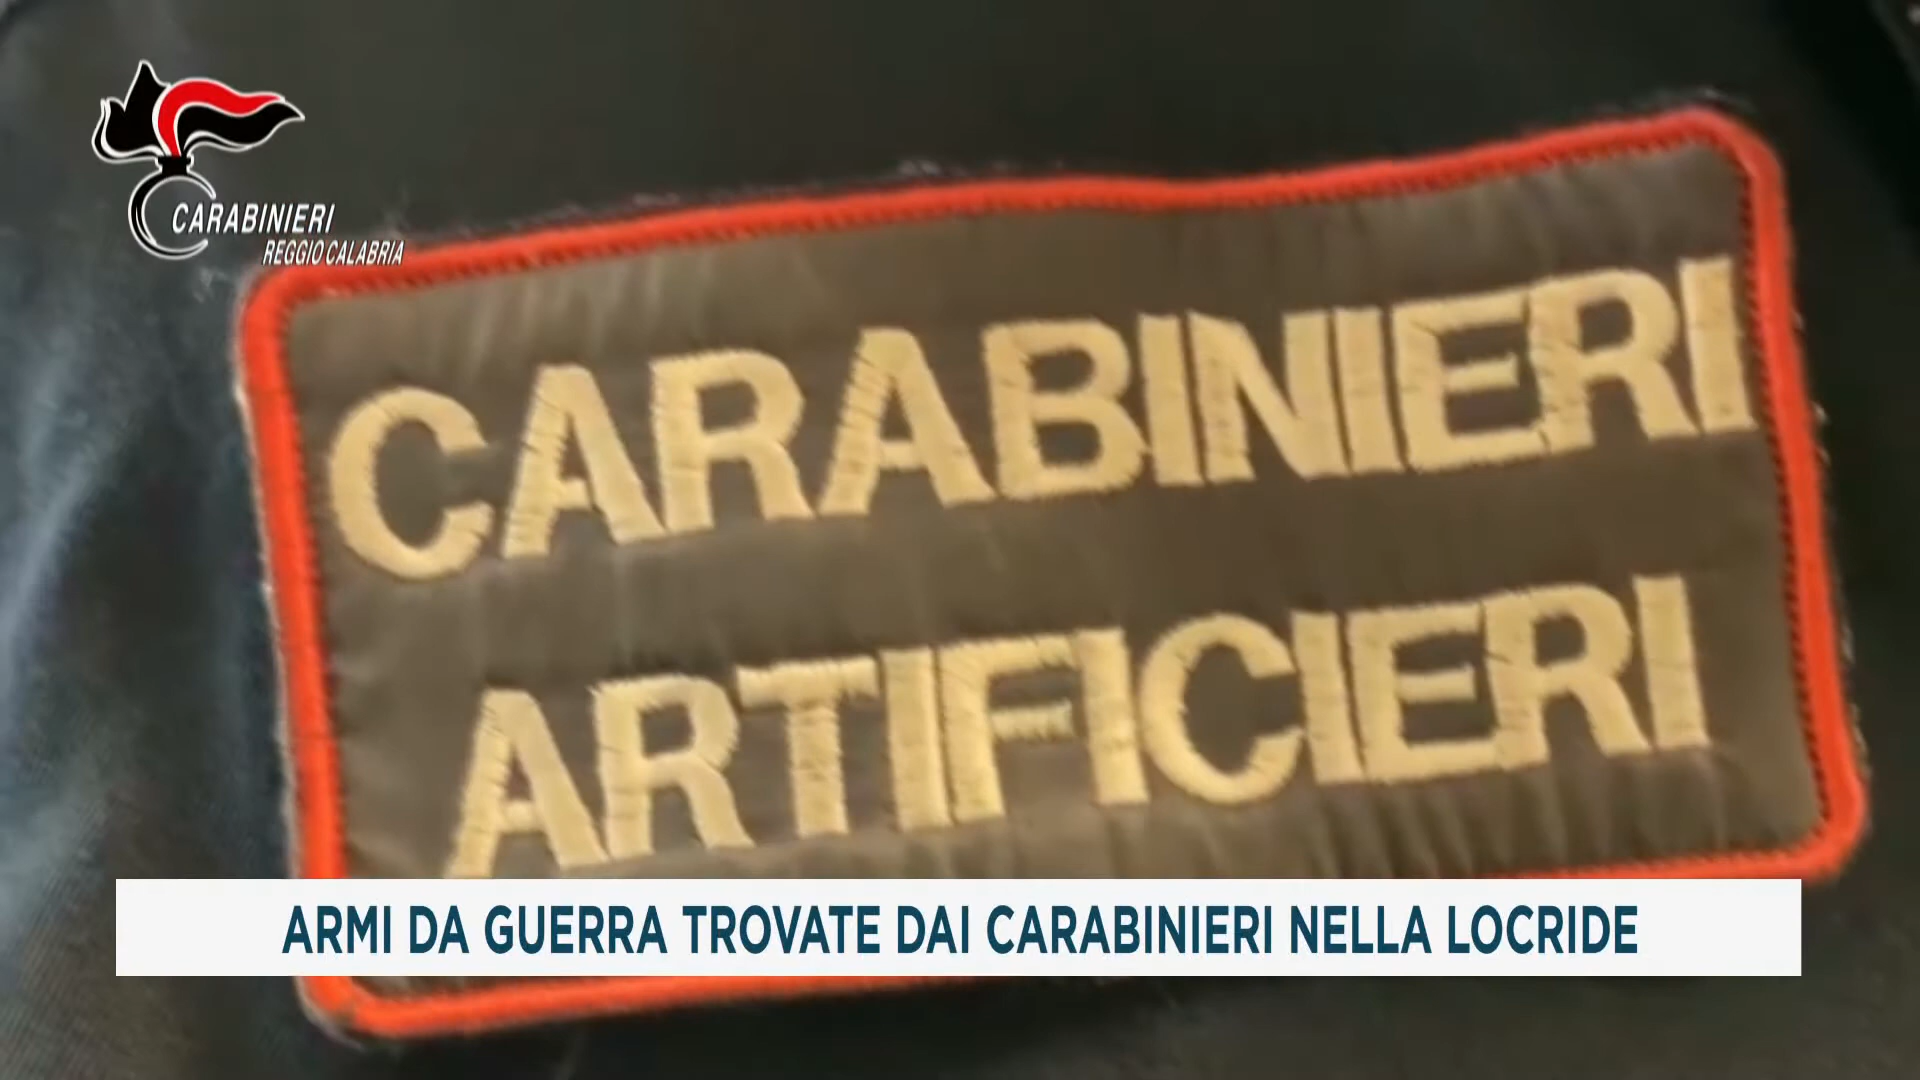 CARABINIERI
REGGIO CALABRIA
CARABINIERI
ARTIFICIERI
ARMI DA GUERRA TROVATE DAI CARABINIERI NELLA LOCRIDE